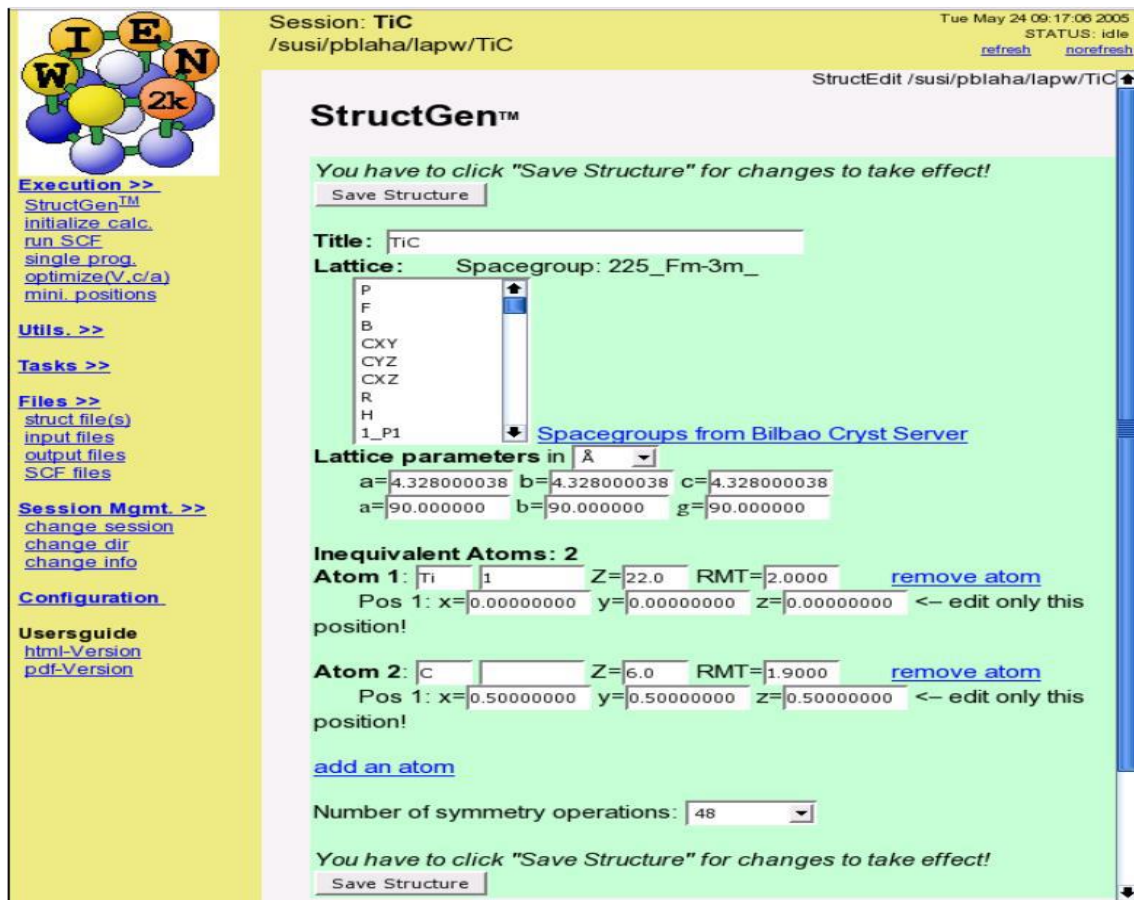 WIEN
2k
Session: TiC
/susi/pblaha/lapw/TiC
Tue May 24 09:17:06 2005
STATUS: idle
refresh norefresh
Execution >>
StructGen™
initialize calc.
run SCF
single prog.
optimize(V,c/a)
mini. positions
Utils. >>
Tasks >>
Files >>
struct file(s)
input files
output files
SCF files
Session Mgmt. >>
change session
change dir
change info
Configuration
Usersguide
html-Version
pdf-Version
StructEdit /susi/pblaha/lapw/TiC
StructGen™
You have to click "Save Structure" for changes to take effect!
Save Structure
Title: TiC
Lattice: Spacegroup: 225_Fm-3m_
P
F
B
CXY
CYZ
CXZ
R
H
1_P1
Spacegroups from Bilbao Cryst Server
Lattice parameters in Å
a=4.328000038 b=4.328000038 c=4.328000038
a=90.000000 b=90.000000 g=90.000000
Inequivalent Atoms: 2
Atom 1: Ti 1 Z=22.0 RMT=2.0000 remove atom
Pos 1: x=0.00000000 y=0.00000000 z=0.00000000 <– edit only this
position!
Atom 2: C Z=6.0 RMT=1.9000 remove atom
Pos 1: x=0.50000000 y=0.50000000 z=0.50000000 <– edit only this
position!
add an atom
Number of symmetry operations: 48
You have to click "Save Structure" for changes to take effect!
Save Structure